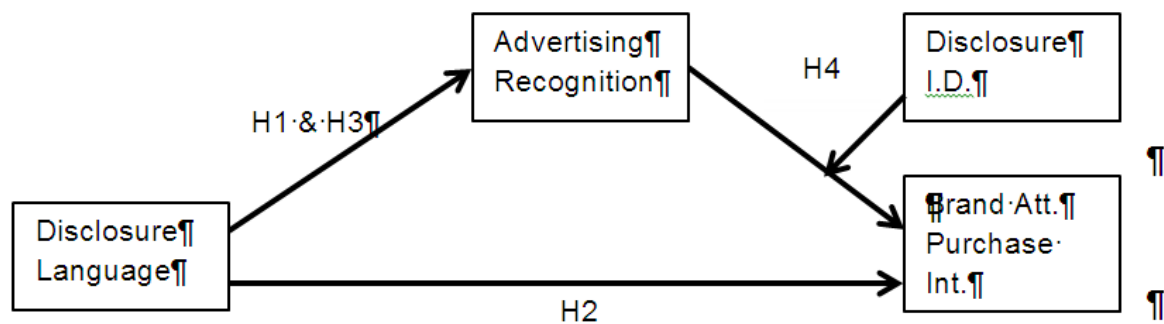 Advertising¶
Recognition¶
Disclosure¶
I.D.¶
H4
H1·&·H3¶
¶
Disclosure¶
Language¶
¶Brand·Att.¶
Purchase·
Int.¶
H2
¶